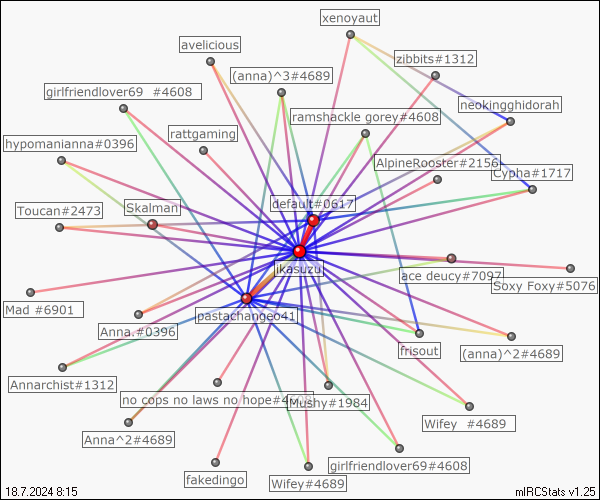 xenoyaut
avelicious
zibbits#1312
(anna)^3#4689
girlfriendlover69 #4608
neokingghidorah
ramshackle gorey#4608
rattgaming
hypomanianna#0396
AlpineRooster#2156
Cypha#1717
default#0617
Toucan#2473
Skalman
jikasuzu
ace deucy#7097
Soxy Foxy#5076
Mad #6901
pastachangeo41
Anna.#0396
frisout
(anna)^2#4689
Annarchist#1312
no cops no laws no hope#4608
Mushy#1984
Wifey #4689
Anna^2#4689
girlfriendlover69#4608
fakedingo
Wifey#4689
18.7.2024 8:15
mIRCStats v1.25